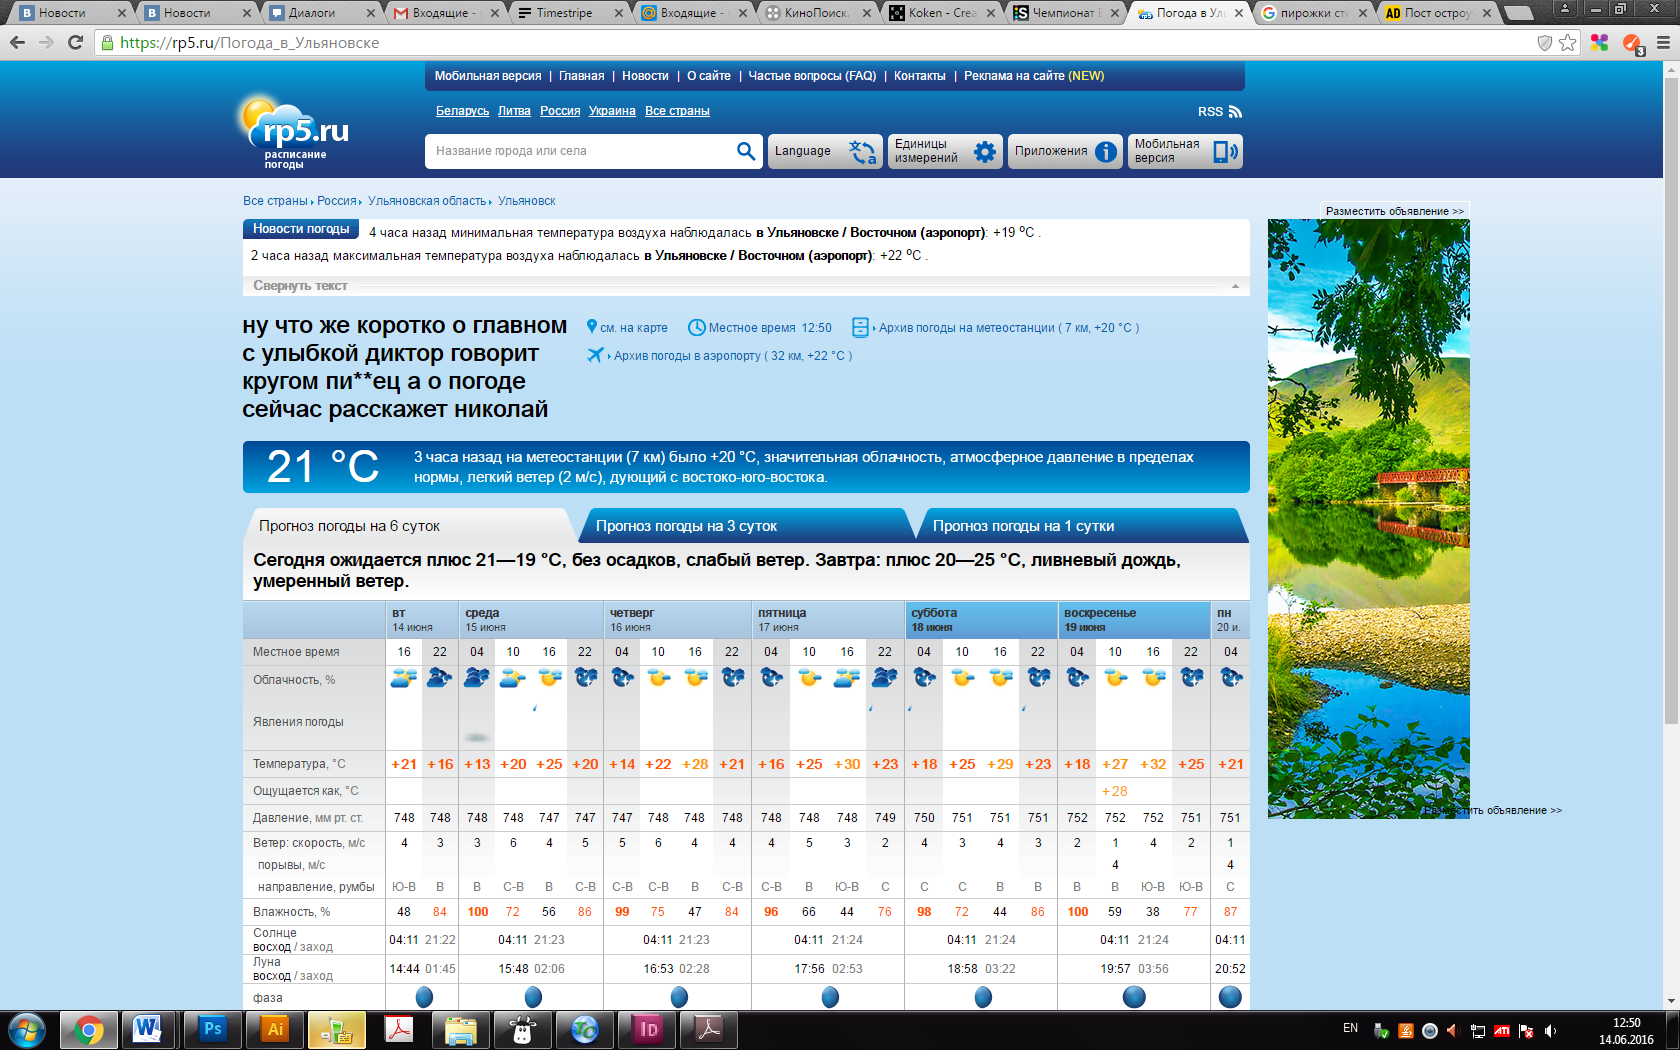 Новости
Новости
Диалоги
Входящие -
Timestripe
Входящие -
КиноПоиск
Koken - Crea
Чемпионат
Погода в Ул
пирожки сти
Пост остроу
https://rp5.ru/Погода_в_Ульяновске
Мобильная версия | Главная | Новости | О сайте | Частые вопросы (FAQ) | Контакты | Реклама на сайте (NEW)
Беларусь Литва Россия Украина Все страны
RSS
rp5.ru
расписание
погоды
Название города или села
Language
Единицы
измерений
Приложения
Мобильная
версия
Все страны Россия Ульяновская область Ульяновск
Разместить объявление >>
Новости погоды 4 часа назад минимальная температура воздуха наблюдалась в Ульяновске / Восточном (аэропорт): +19 °C .
2 часа назад максимальная температура воздуха наблюдалась в Ульяновске / Восточном (аэропорт): +22 °C .
Свернуть текст
ну что же коротко о главном
с улыбкой диктор говорит
кругом пи**ец а о погоде
сейчас расскажет николай
см. на карте Местное время 12:50 Архив погоды на метеостанции ( 7 км, +20 °C )
Архив погоды в аэропорту ( 32 км, +22 °C )
21 °C
3 часа назад на метеостанции (7 км) было +20 °C, значительная облачность, атмосферное давление в пределах
нормы, легкий ветер (2 м/с), дующий с востоко-юго-востока.
Прогноз погоды на 6 суток
Прогноз погоды на 3 суток
Прогноз погоды на 1 сутки
Сегодня ожидается плюс 21—19 °C, без осадков, слабый ветер. Завтра: плюс 20—25 °C, ливневый дождь,
умеренный ветер.
вт среда четверг пятница суббота воскресенье пн
14 июня 15 июня 16 июня 17 июня 18 июня 19 июня 20 и.
Местное время 16 22 04 10 16 22 04 10 16 22 04 10 16 22 04 10 16 22 04 10 16 22 04
Облачность, %
Явления погоды
Температура, °C +21 +16 +13 +20 +25 +20 +14 +22 +28 +21 +16 +25 +30 +23 +18 +25 +29 +23 +18 +27 +32 +25 +21
Ощущается как, °C +28
Давление, мм рт. ст. 748 748 748 748 747 747 747 748 748 748 748 748 748 749 750 751 751 751 752 752 752 751 751
Ветер: скорость, м/с 4 3 3 6 4 5 5 6 4 4 4 5 3 2 4 3 4 3 2 1 4 2 1
порывы, м/с 4 4
направление, румбы Ю-В В В С-В В С-В С-В С-В В С-В С-В В Ю-В С С С В В В В Ю-В Ю-В С
Влажность, % 48 84 100 72 56 86 99 75 47 84 96 66 44 76 98 72 44 86 100 59 38 77 87
Солнце
восход / заход 04:11 21:22 04:11 21:23 04:11 21:23 04:11 21:24 04:11 21:24 04:11 21:24 04:11
Луна
восход / заход 14:44 01:45 15:48 02:06 16:53 02:28 17:56 02:53 18:58 03:22 19:57 03:56 20:52
фаза
Разместить объявление >>
EN
12:50
14.06.2016